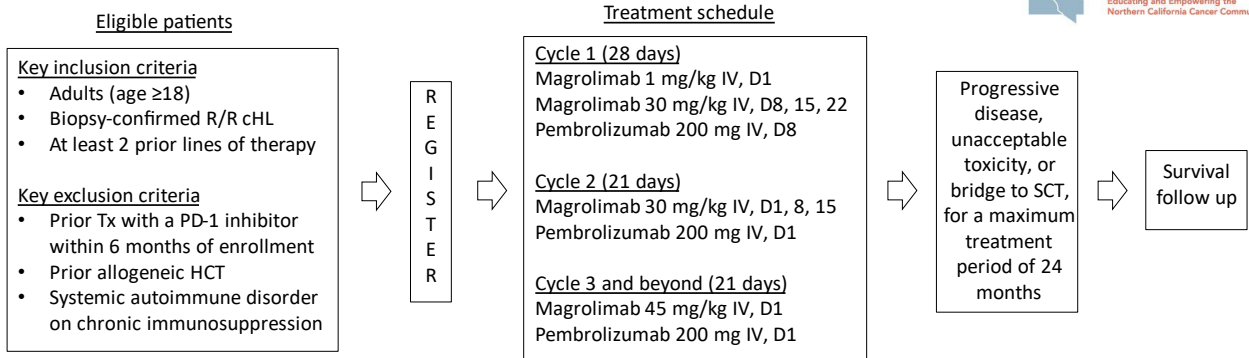 Educating and Empowering the
Northern California Cancer Commu
Eligible patients
Key inclusion criteria
• Adults (age ≥18)
• Biopsy-confirmed R/R cHL
• At least 2 prior lines of therapy
Key exclusion criteria
• Prior Tx with a PD-1 inhibitor
within 6 months of enrollment
• Prior allogeneic HCT
• Systemic autoimmune disorder
on chronic immunosuppression
R
E
G
I
S
T
E
R
Treatment schedule
Cycle 1 (28 days)
Magrolimab 1 mg/kg IV, D1
Magrolimab 30 mg/kg IV, D8, 15, 22
Pembrolizumab 200 mg IV, D8
Cycle 2 (21 days)
Magrolimab 30 mg/kg IV, D1, 8, 15
Pembrolizumab 200 mg IV, D1
Cycle 3 and beyond (21 days)
Magrolimab 45 mg/kg IV, D1
Pembrolizumab 200 mg IV, D1
Progressive
disease,
unacceptable
toxicity, or
bridge to SCT,
for a maximum
treatment
period of 24
months
Survival
follow up